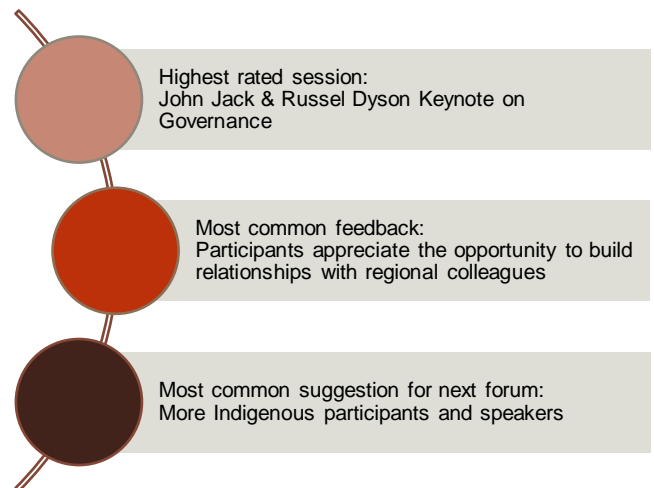 Highest rated session:
John Jack & Russel Dyson Keynote on
Governance
Most common feedback:
Participants appreciate the opportunity to build
relationships with regional colleagues
Most common suggestion for next forum:
More Indigenous participants and speakers